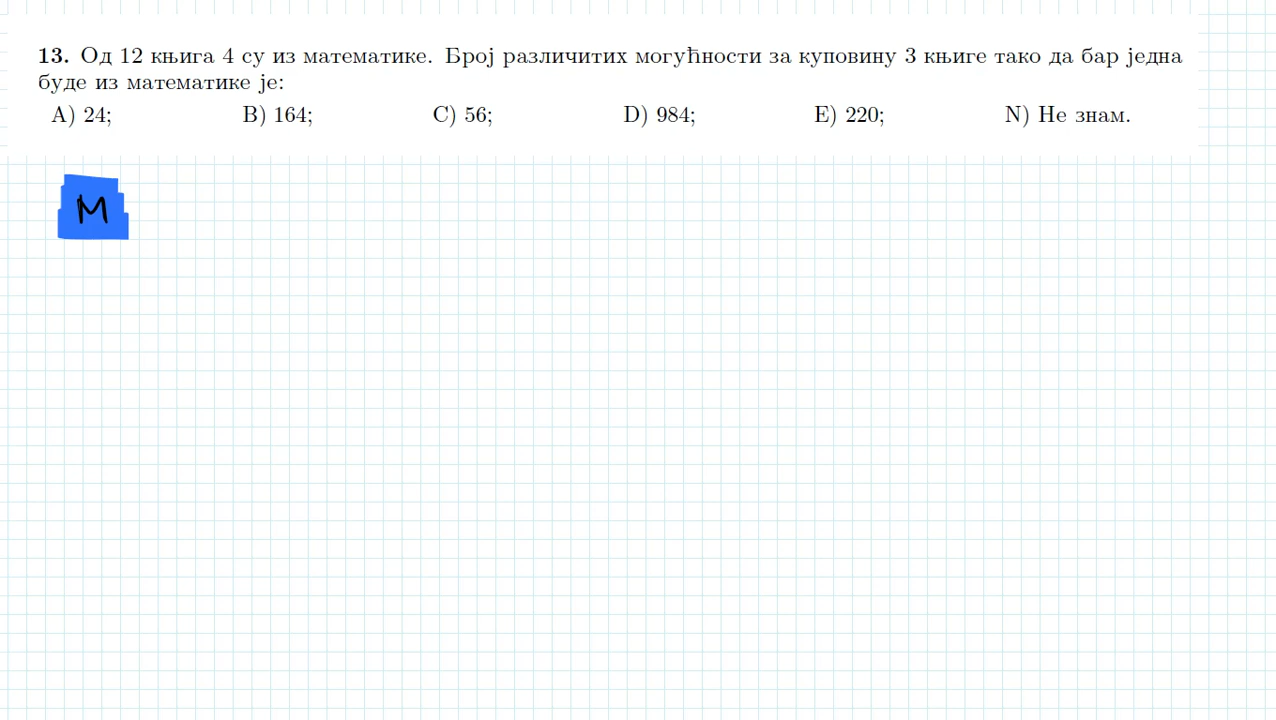 13. Од 12 књига 4 су из математике. Број различитих могућности за куповину 3 књиге тако да бар једна
буде из математике је:
A) 24; B) 164; C) 56; D) 984; E) 220; N) Не знам.
M